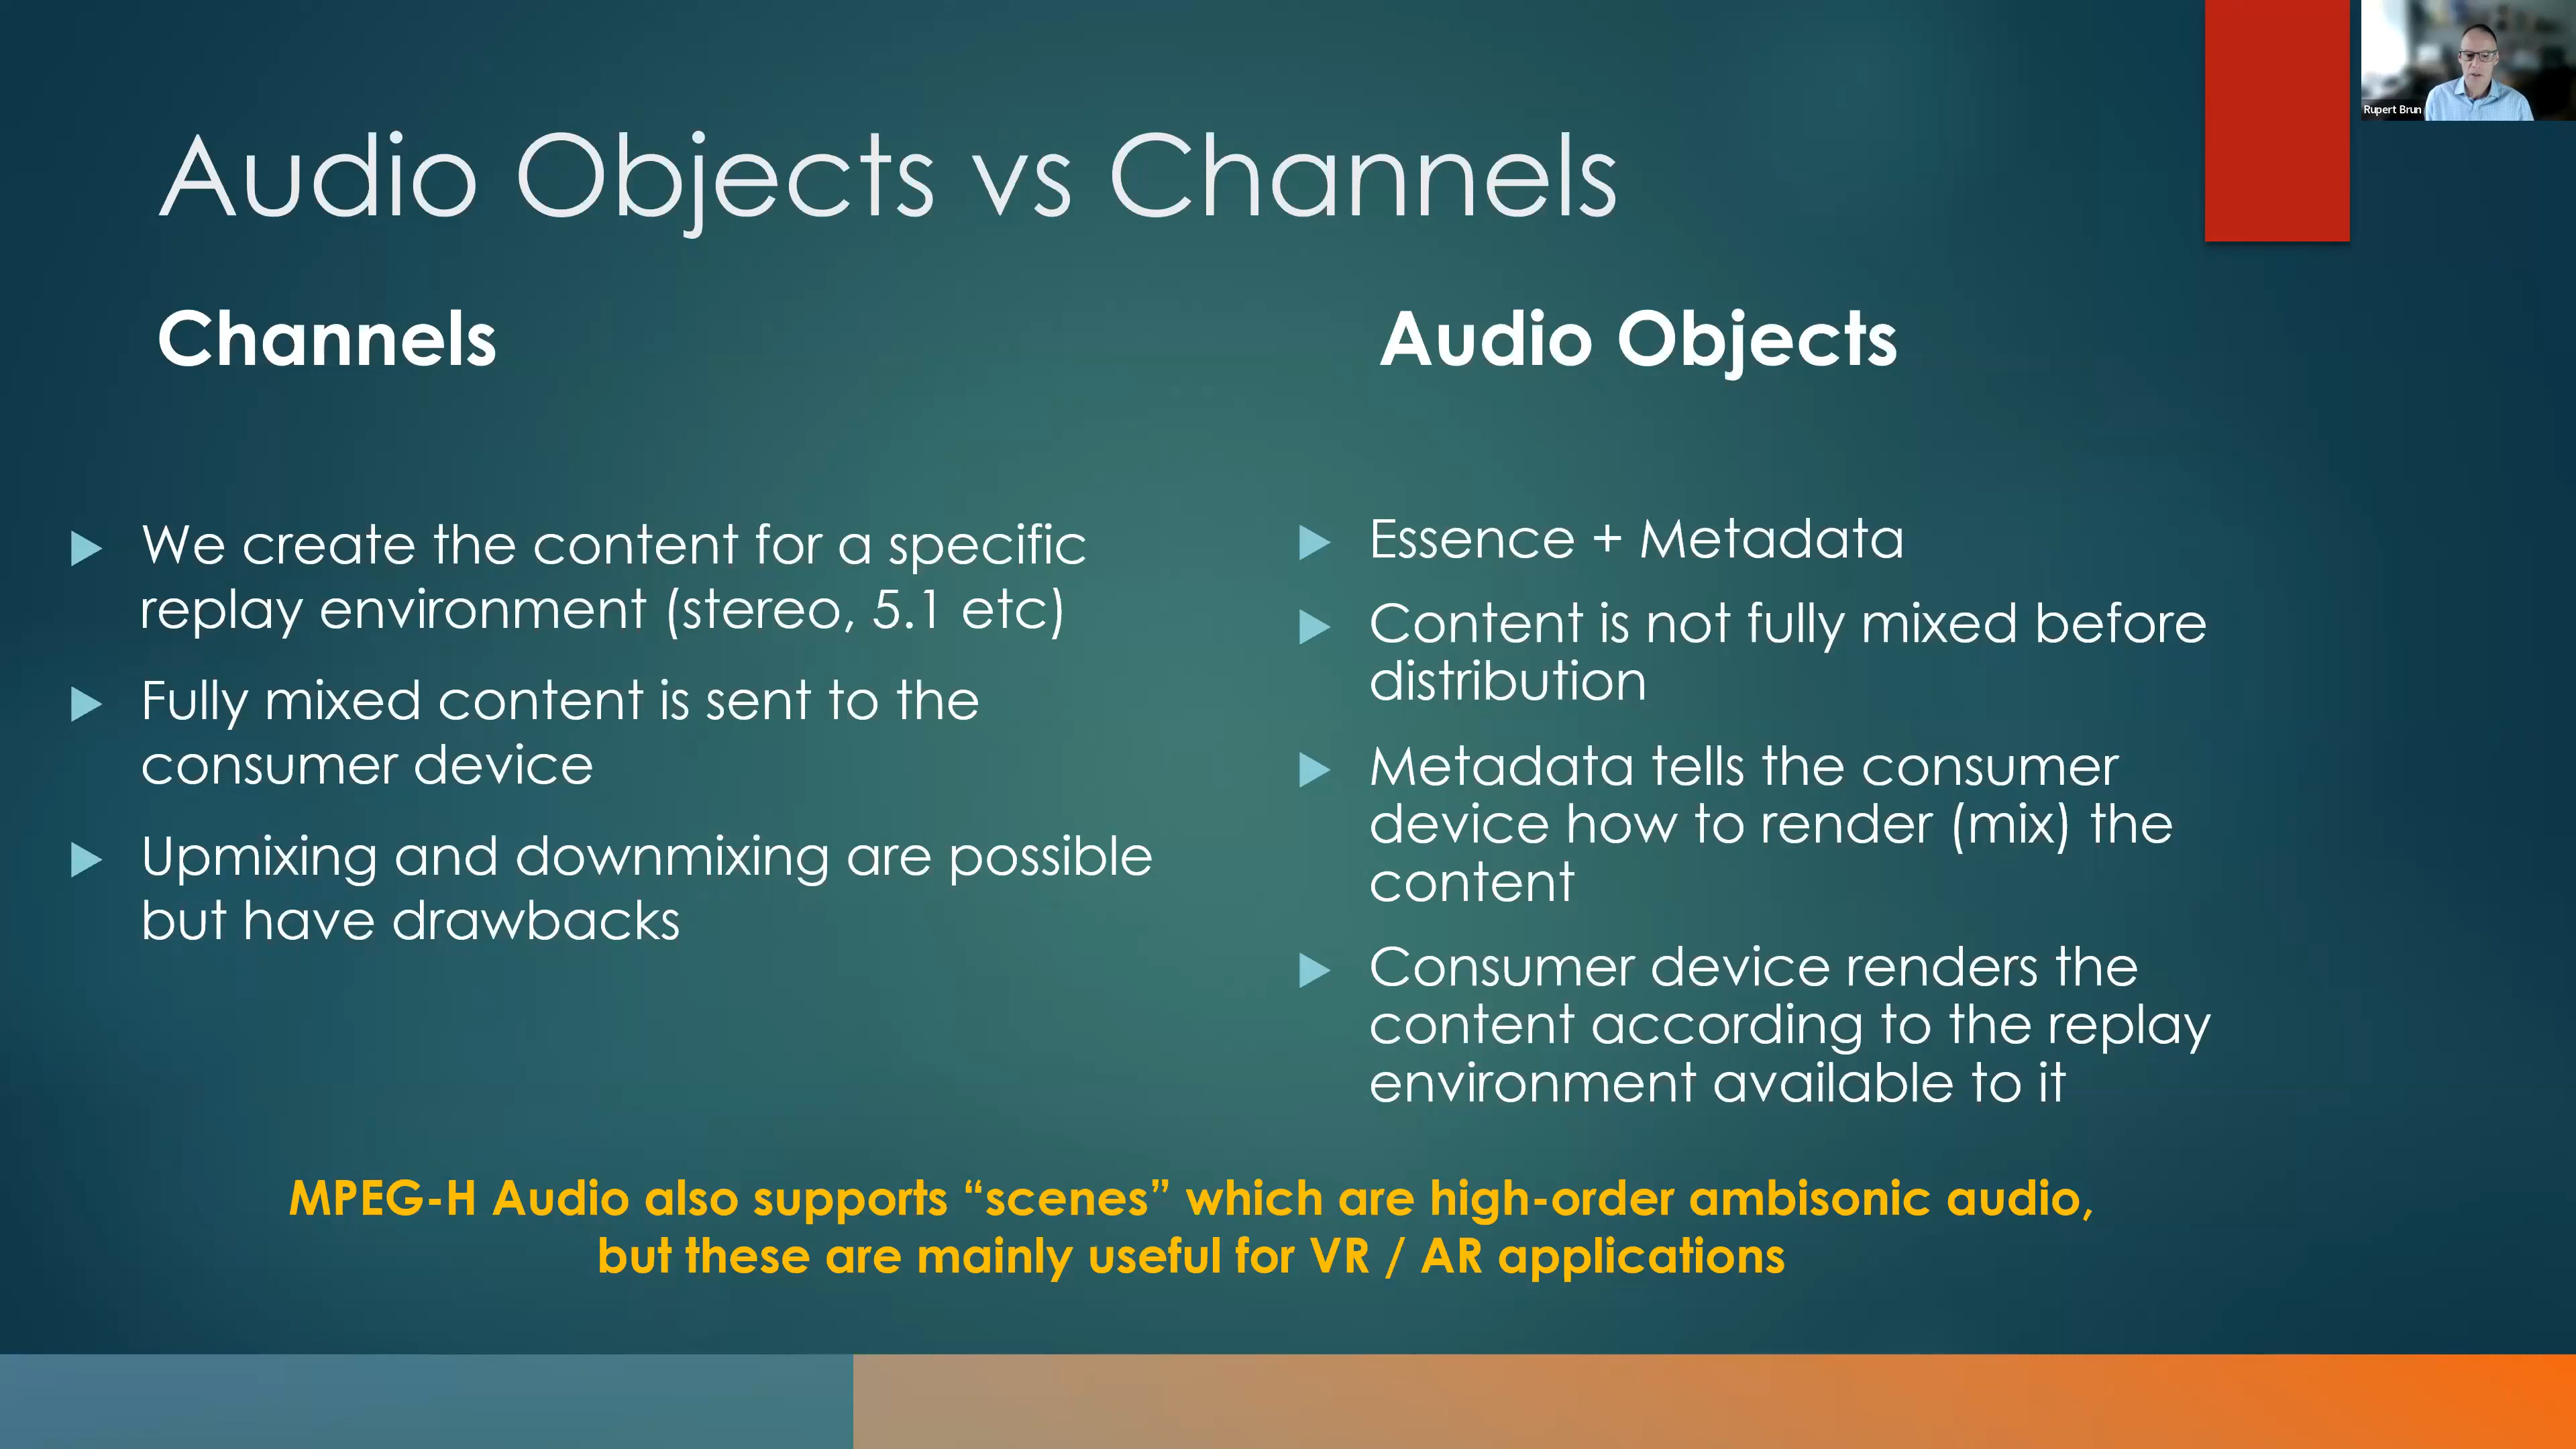 Rupert Brun
Audio Objects vs Channels
Channels
We create the content for a specific
replay environment (stereo, 5.1 etc)
Fully mixed content is sent to the
consumer device
Upmixing and downmixing are possible
but have drawbacks
Audio Objects
Essence + Metadata
Content is not fully mixed before
distribution
Metadata tells the consumer
device how to render (mix) the
content
Consumer device renders the
content according to the replay
environment available to it
MPEG-H Audio also supports “scenes” which are high-order ambisonic audio,
but these are mainly useful for VR / AR applications